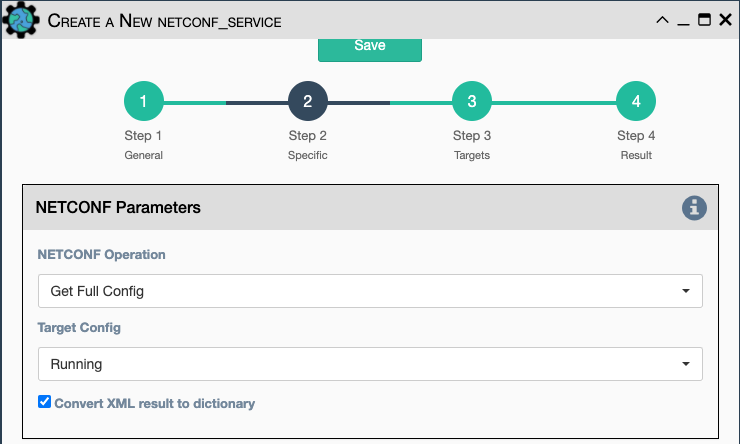 Create a New netconf_service
Save
1
2
3
4
Step 1
Step 2
Step 3
Step 4
General
Specific
Targets
Result
NETCONF Parameters
NETCONF Operation
Get Full Config
Target Config
Running
Convert XML result to dictionary